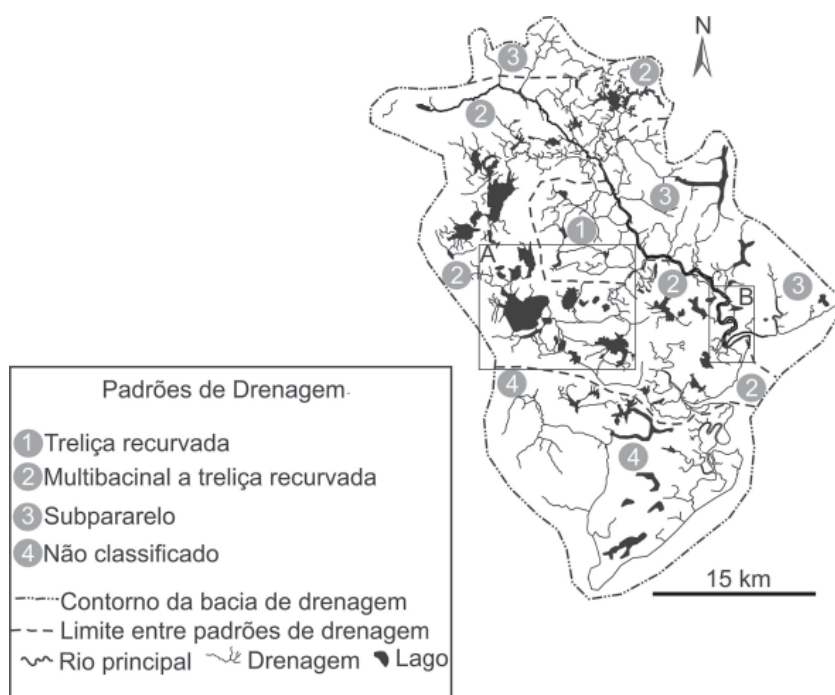 N
3
2
2
3
1
A
2
2
B
3
4
2
4
15 km
Padrões de Drenagem
1 Treliça recurvada
2 Multibacinal a treliça recurvada
3 Subpararelo
4 Não classificado
Contorno da bacia de drenagem
Limite entre padrões de drenagem
Rio principal Drenagem Lago